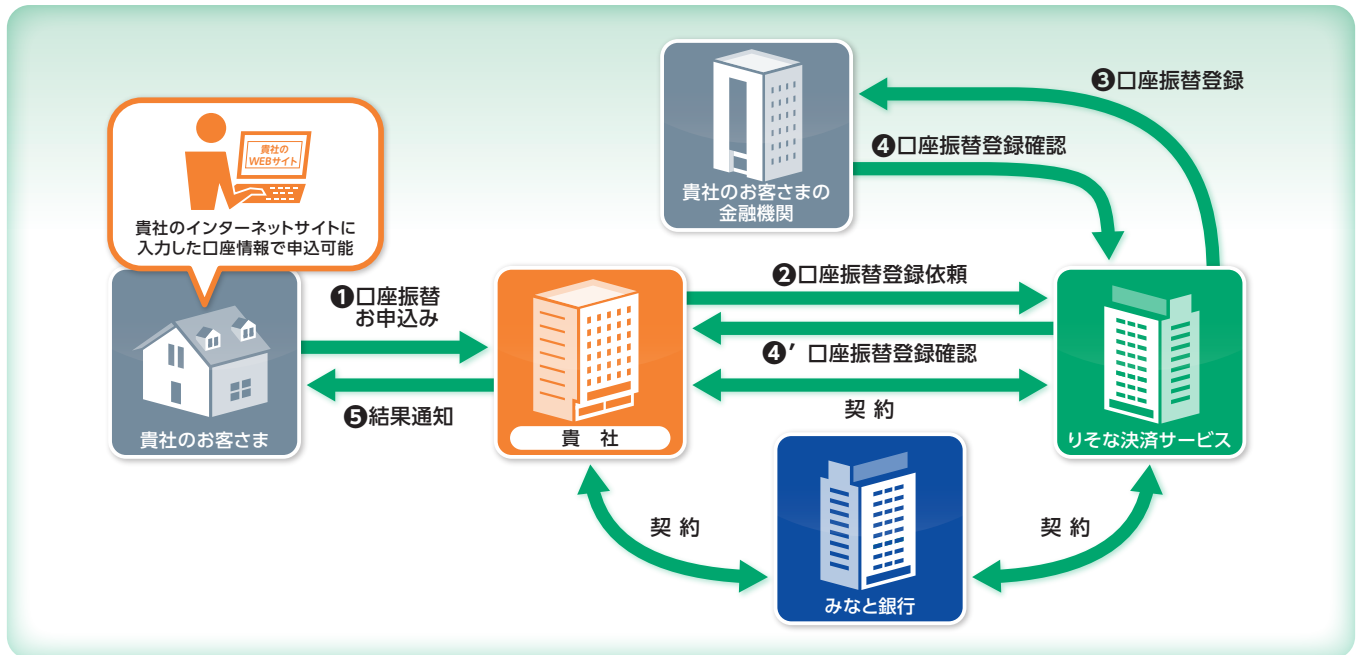 ❸口座振替登録
貴社の
WEBサイト
❹口座振替登録確認
貴社のお客さまの
金融機関
貴社のインターネットサイトに
入力した口座情報で申込可能
❶口座振替
お申込み
❷口座振替登録依頼
❹′口座振替登録確認
❺結果通知
契 約
貴社のお客さま
貴 社
りそな決済サービス
契 約
契 約
みなと銀行